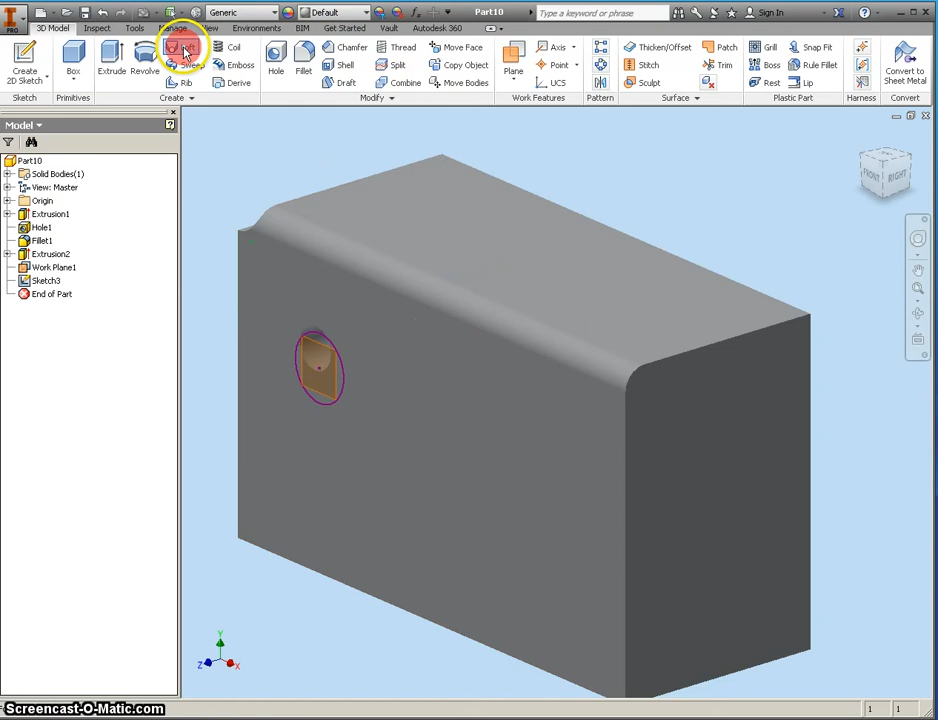 Generic Default Part10 Type a keyword or phrase Sign In
PRO 3D Model Inspect Tools Manage View Environments BIM Get Started Vault Autodesk 360
Loft Coil Chamfer Thread Move Face Axis Thicken/Offset Patch Grill Snap Fit
Create 2D Sketch Box Extrude Revolve Sweep Emboss Hole Fillet Shell Split Copy Object Plane Point Stitch Trim Boss Rule Fillet Convert to Sheet Metal
Rib Derive Draft Combine Move Bodies UCS Sculpt Rest Lip
Sketch Primitives Create Modify Work Features Pattern Surface Plastic Part Harness Convert
Model
Part10
Solid Bodies(1)
View: Master
Origin
Extrusion1
Hole1
Fillet1
Extrusion2
Work Plane1
Sketch3
End of Part
FRONT RIGHT
Y
Z X
Screencast-O-Matic.com 1 1